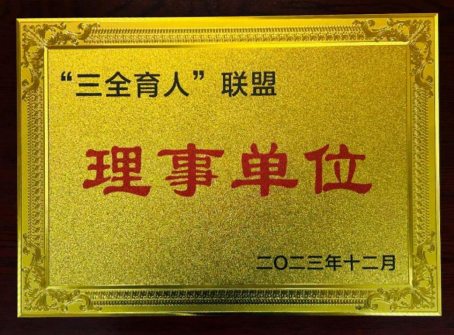 “三全育人”联盟
理事单位
二〇二三年十二月